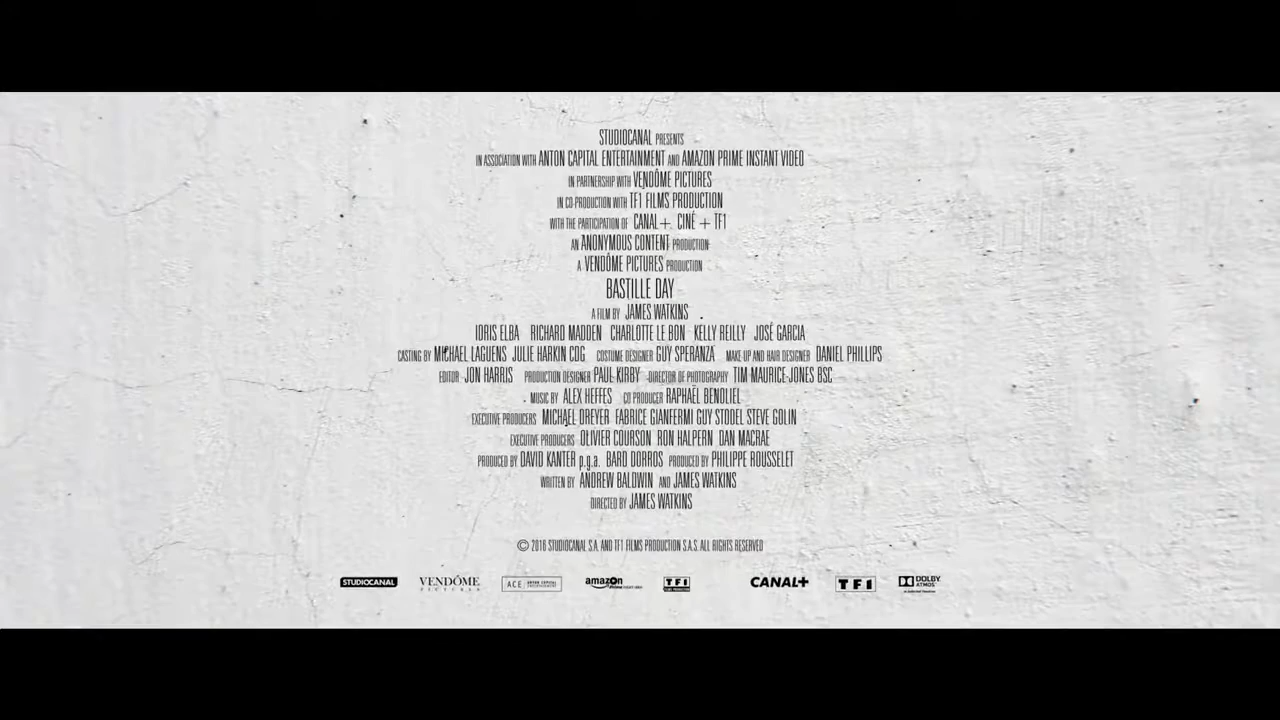 STUDIOCANAL PRESENTS
IN ASSOCIATION WITH ANTON CAPITAL ENTERTAINMENT AND AMAZON PRIME INSTANT VIDEO
IN PARTNERSHIP WITH VENDÔME PICTURES
IN CO-PRODUCTION WITH TF1 FILMS PRODUCTION
WITH THE PARTICIPATION OF CANAL+ CINÉ + TF1
AN ANONYMOUS CONTENT PRODUCTION
A VENDÔME PICTURES PRODUCTION
BASTILLE DAY
A FILM BY JAMES WATKINS
IDRIS ELBA RICHARD MADDEN CHARLOTTE LE BON KELLY REILLY JOSÉ GARCIA
CASTING BY MICHAEL LAGUENS JULIE HARKIN CDG COSTUME DESIGNER GUY SPERANZA MAKE UP AND HAIR DESIGNER DANIEL PHILLIPS
EDITOR JON HARRIS PRODUCTION DESIGNER PAUL KIRBY DIRECTOR OF PHOTOGRAPHY TIM MAURICE-JONES BSC
MUSIC BY ALEX HEFFES CO PRODUCER RAPHAËL BENOLIEL
EXECUTIVE PRODUCERS MICHAEL DREYER FABRICE GIANFERMI GUY STODEL STEVE GOLIN
EXECUTIVE PRODUCERS OLIVIER COURSON RON HALPERN DAN MACRAE
PRODUCED BY DAVID KANTER p.g.a. BARD DORROS PRODUCED BY PHILIPPE ROUSSELET
WRITTEN BY ANDREW BALDWIN AND JAMES WATKINS
DIRECTED BY JAMES WATKINS
© 2016 STUDIOCANAL S.A. AND TF1 FILMS PRODUCTION S.A.S. ALL RIGHTS RESERVED
STUDIOCANAL VENDÔME PICTURES ACE ANTON CAPITAL ENTERTAINMENT amazon TF1 CANAL+ TF1 DOLBY ATMOS